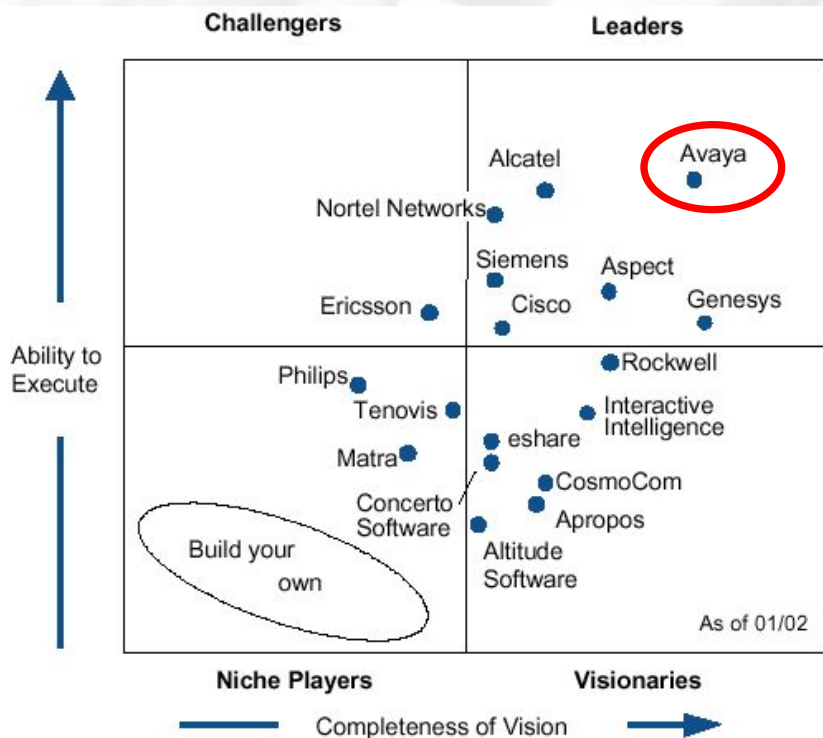 Challengers
Leaders
Avaya
Alcatel
Nortel Networks
Siemens
Aspect
Ericsson
Cisco
Genesys
Ability to
Execute
Philips
Rockwell
Tenovis
Interactive
Intelligence
eshare
Matra
CosmoCom
Concerto
Software
Apropos
Build your
own
Altitude
Software
As of 01/02
Niche Players
Visionaries
Completeness of Vision